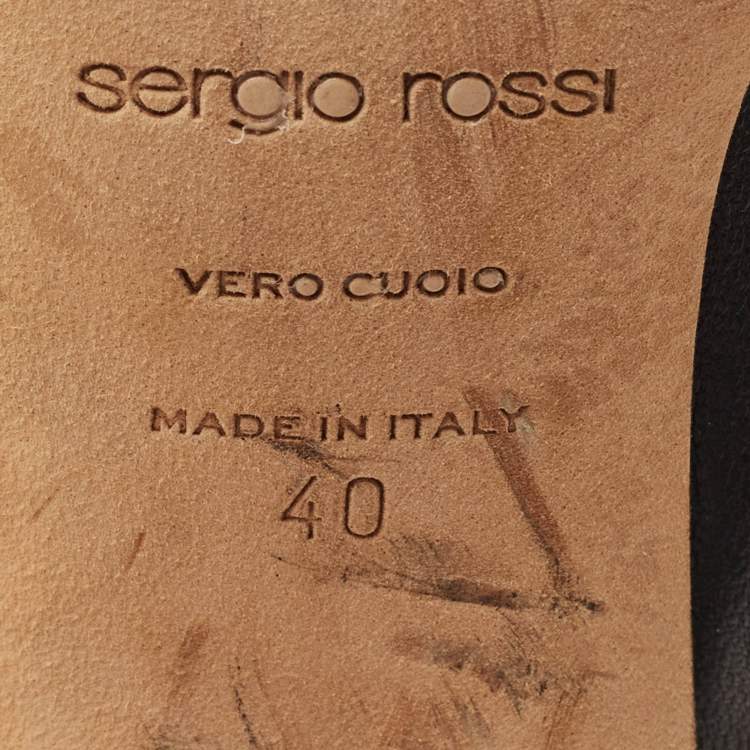 sergio rossi
VERO CUOIO
MADE IN ITALY
40